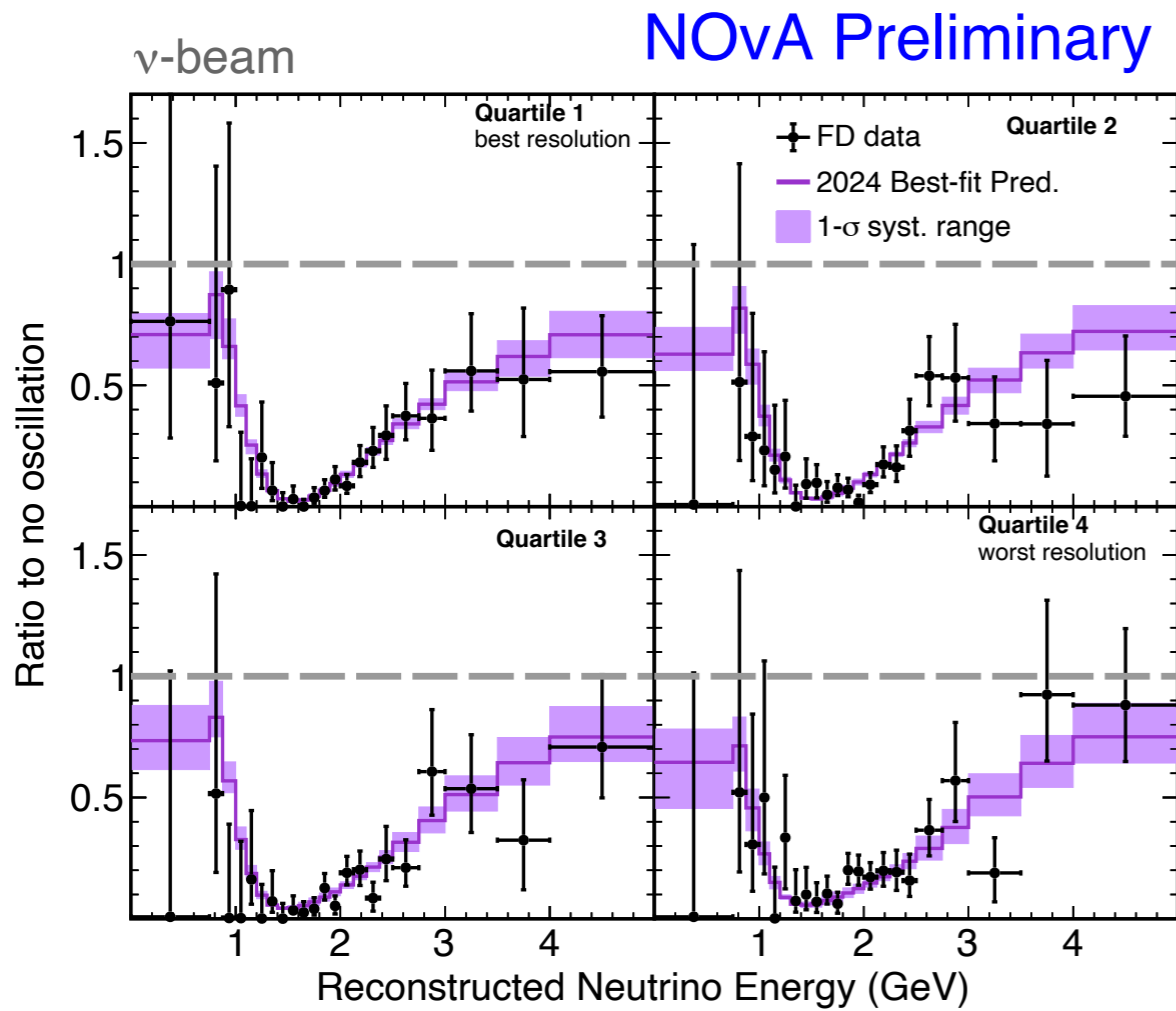 ν-beam
NOvA Preliminary
Quartile 1
best resolution
Quartile 2
FD data
2024 Best-fit Pred.
1-σ syst. range
1.5
1
0.5
Quartile 3
Quartile 4
worst resolution
1.5
1
0.5
Ratio to no oscillation
1 2 3 4 1 2 3 4
Reconstructed Neutrino Energy (GeV)